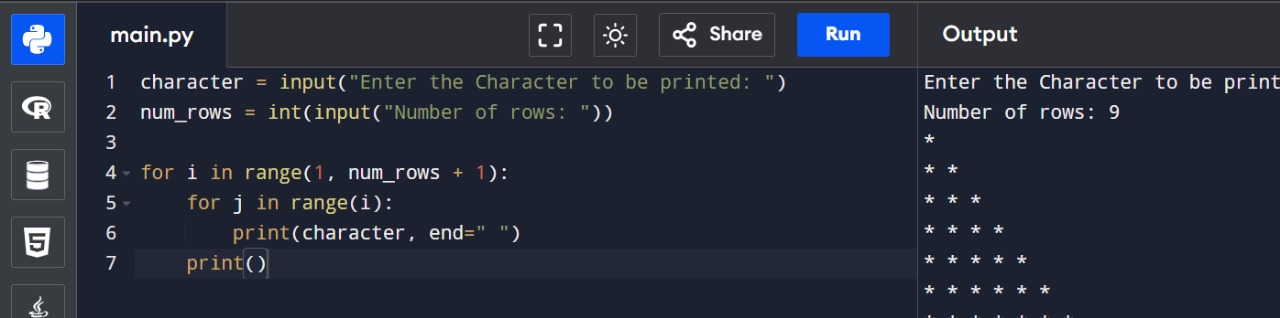 main.py
Share
Run
Output
1 character = input("Enter the Character to be printed: ")
2 num_rows = int(input("Number of rows: "))
3
4 for i in range(1, num_rows + 1):
5     for j in range(i):
6         print(character, end=" ")
7     print()
Enter the Character to be print
Number of rows: 9
*
* *
* * *
* * * *
* * * * *
* * * * * *